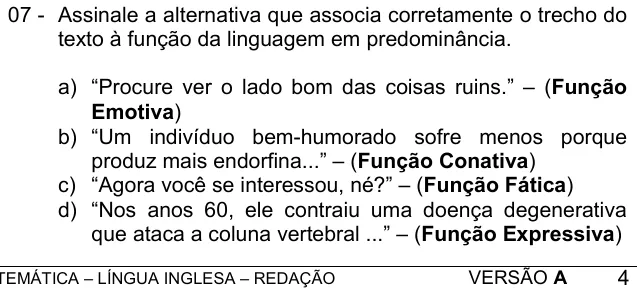 07 - Assinale a alternativa que associa corretamente o trecho do
texto à função da linguagem em predominância.
a) “Procure ver o lado bom das coisas ruins.” – (Função
Emotiva)
b) “Um indivíduo bem-humorado sofre menos porque
produz mais endorfina...” – (Função Conativa)
c) “Agora você se interessou, né?” – (Função Fática)
d) “Nos anos 60, ele contraiu uma doença degenerativa
que ataca a coluna vertebral ...” – (Função Expressiva)
TEMÁTICA – LÍNGUA INGLESA – REDAÇÃO VERSÃO A 4